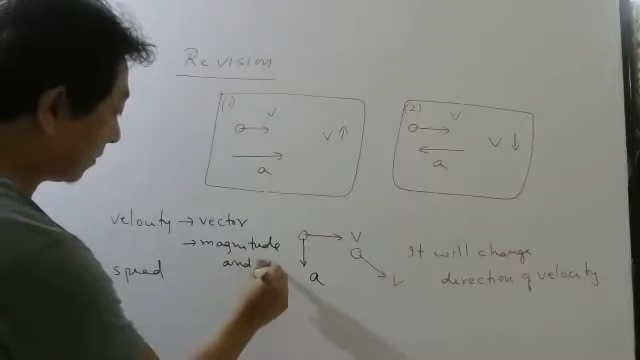 Revision
(1)
v
v ↑
a
(2)
v
v ↓
a
velocity → vector
→ magnitude
and
speed
v
a
v
It will change
direction of velocity